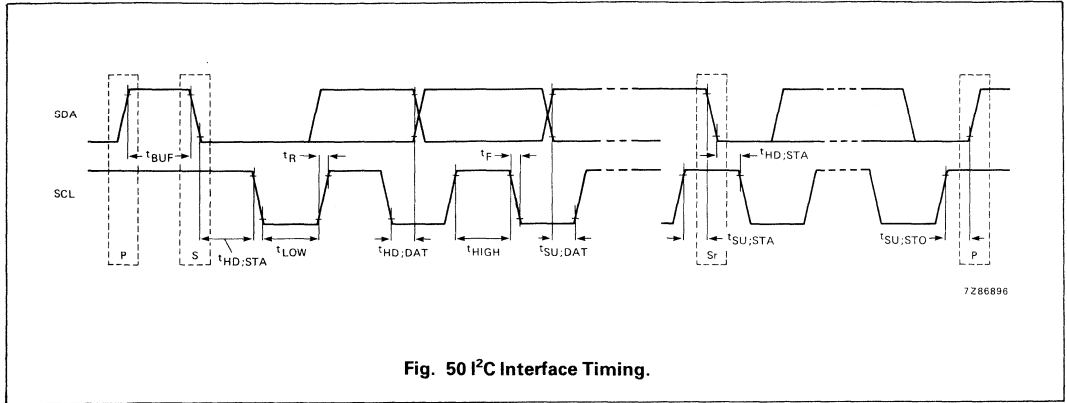 SDA
tBUF
tR
tF
tHD;STA
SCL
tHD;STA
tLOW
tHD;DAT
tHIGH
tSU;DAT
tSU;STA
tSU;STO
P
S
Sr
P
7Z86896
Fig. 50 I²C Interface Timing.